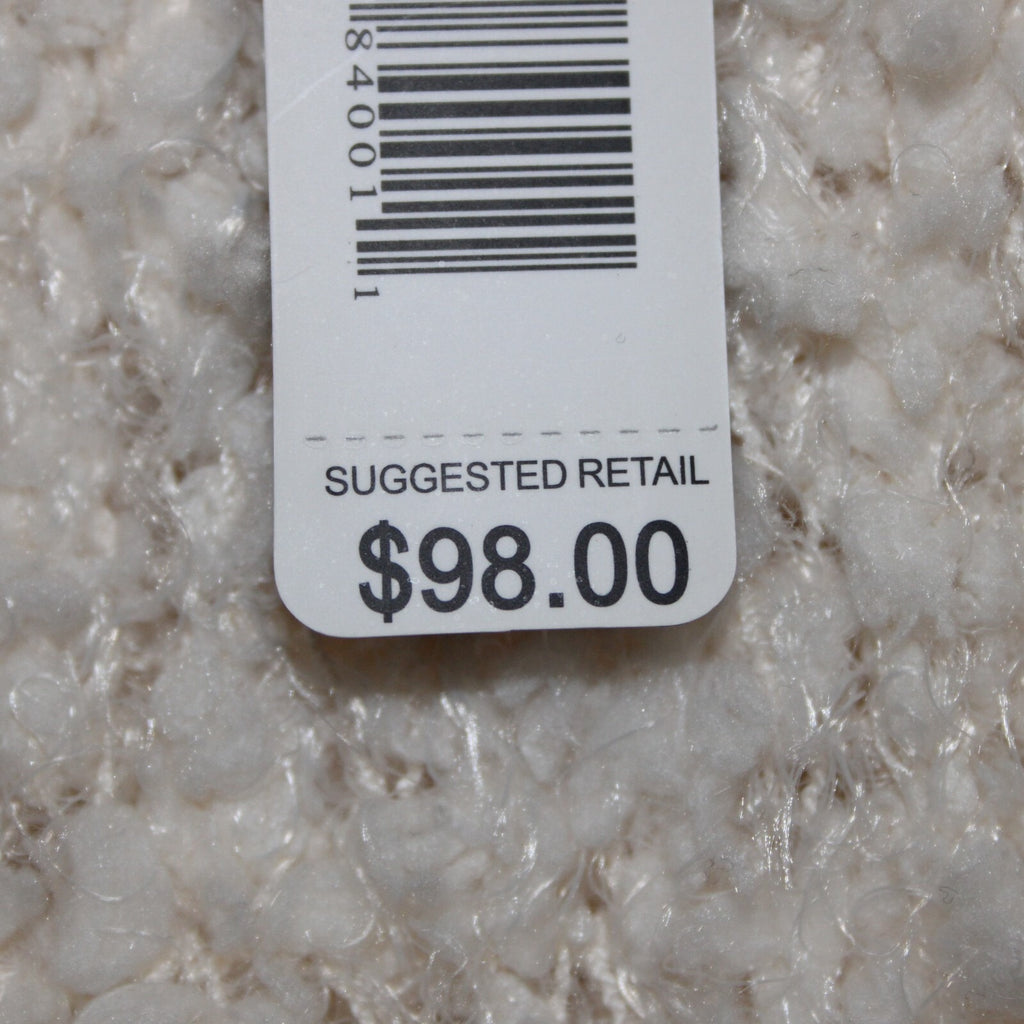 84001
1
SUGGESTED RETAIL
$98.00